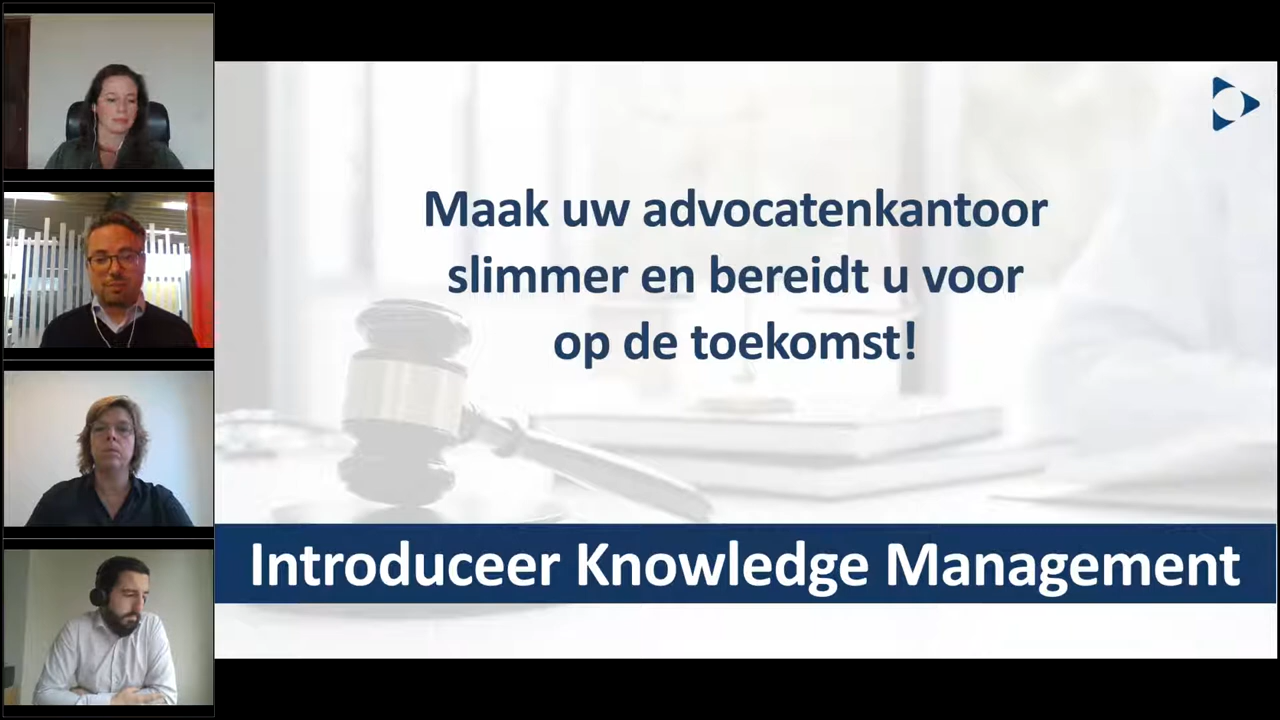 Maak uw advocatenkantoor
slimmer en bereidt u voor
op de toekomst!
Introduceer Knowledge Management